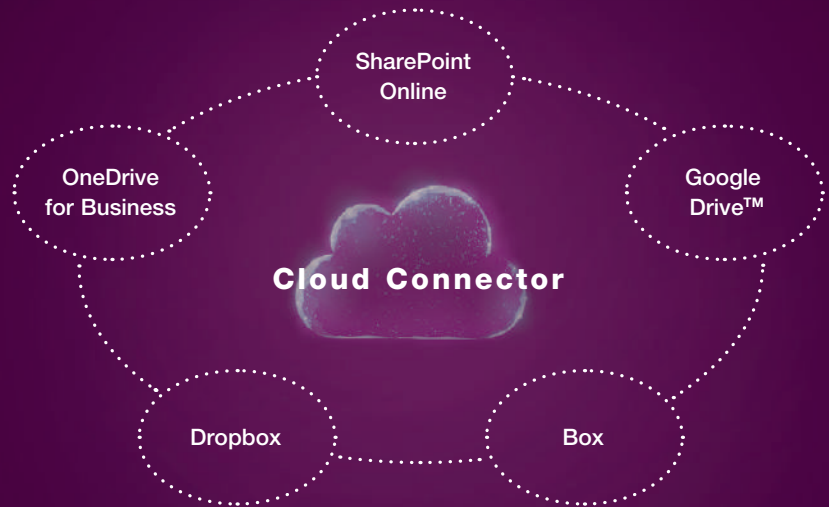 SharePoint
Online
OneDrive
for Business
Google
Drive™
Cloud Connector
Dropbox
Box